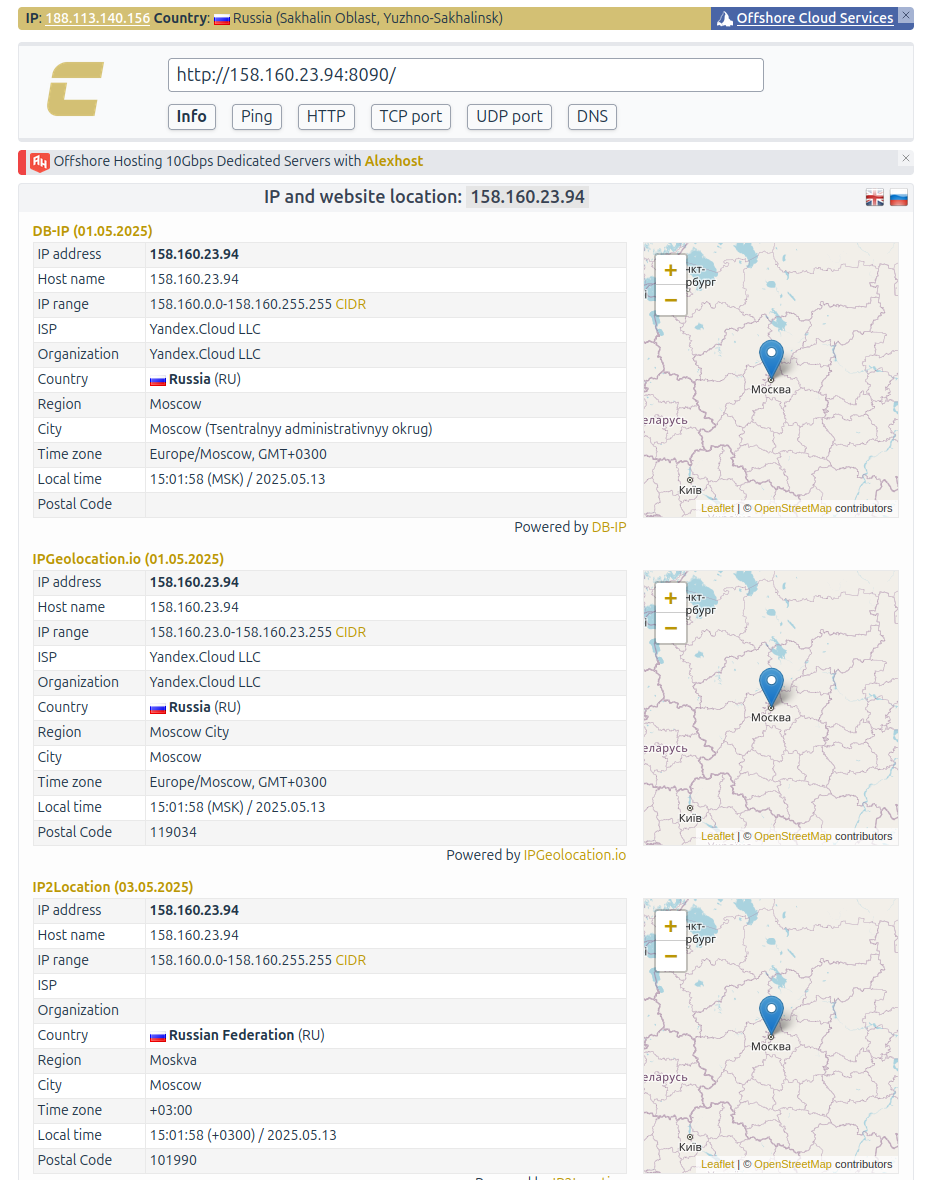 IP: 188.113.140.156 Country: Russia (Sakhalin Oblast, Yuzhno-Sakhalinsk)
Offshore Cloud Services
http://158.160.23.94:8090/
Info Ping HTTP TCP port UDP port DNS
Offshore Hosting 10Gbps Dedicated Servers with Alexhost
IP and website location: 158.160.23.94
DB-IP (01.05.2025)
IP address 158.160.23.94
Host name 158.160.23.94
IP range 158.160.0.0-158.160.255.255 CIDR
ISP Yandex.Cloud LLC
Organization Yandex.Cloud LLC
Country Russia (RU)
Region Moscow
City Moscow (Tsentralnyy administrativnyy okrug)
Time zone Europe/Moscow, GMT+0300
Local time 15:01:58 (MSK) / 2025.05.13
Postal Code
+
−
нкт-
рбург
Москва
еларусь
Київ
Leaflet | © OpenStreetMap contributors
Powered by DB-IP
IPGeolocation.io (01.05.2025)
IP address 158.160.23.94
Host name 158.160.23.94
IP range 158.160.23.0-158.160.23.255 CIDR
ISP Yandex.Cloud LLC
Organization Yandex.Cloud LLC
Country Russia (RU)
Region Moscow City
City Moscow
Time zone Europe/Moscow, GMT+0300
Local time 15:01:58 (MSK) / 2025.05.13
Postal Code 119034
+
−
нкт-
рбург
Москва
еларусь
Київ
Leaflet | © OpenStreetMap contributors
Powered by IPGeolocation.io
IP2Location (03.05.2025)
IP address 158.160.23.94
Host name 158.160.23.94
IP range 158.160.0.0-158.160.255.255 CIDR
ISP
Organization
Country Russian Federation (RU)
Region Moskva
City Moscow
Time zone +03:00
Local time 15:01:58 (+0300) / 2025.05.13
Postal Code 101990
+
−
нкт-
рбург
Москва
еларусь
Київ
Leaflet | © OpenStreetMap contributors